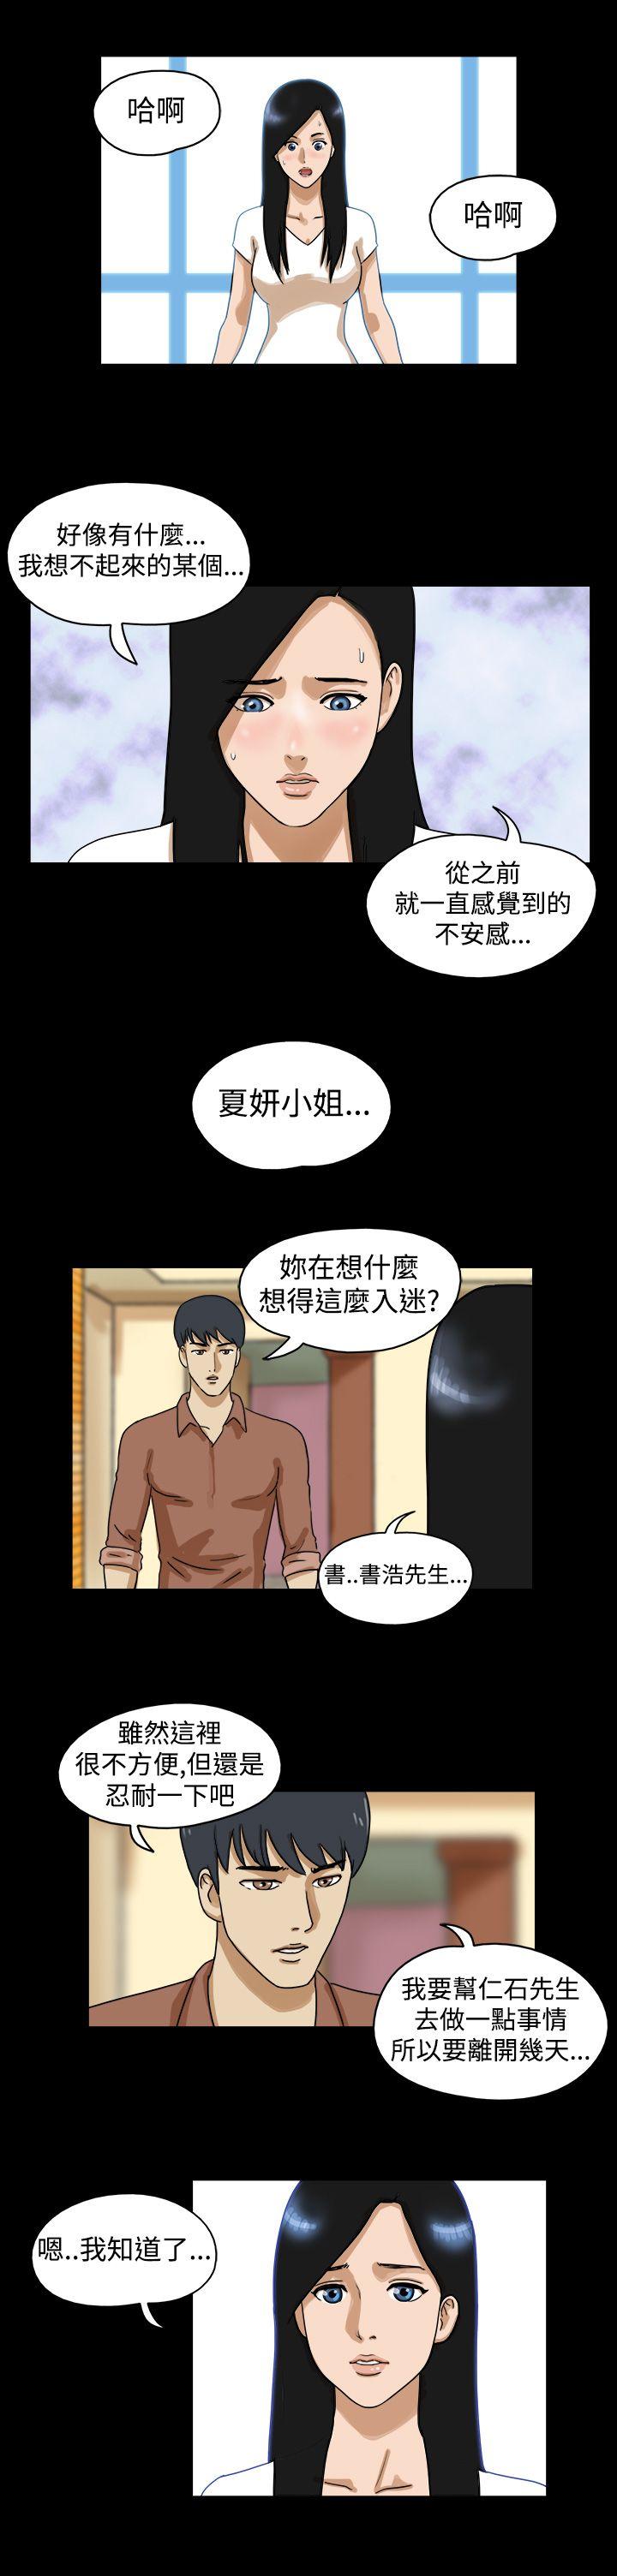 哈啊
哈啊
好像有什麼...
我想不起來的某個...
從之前
就一直感覺到的
不安感...
夏妍小姐...
妳在想什麼
想得這麼入迷?
書..書浩先生...
雖然這裡
很不方便,但還是
忍耐一下吧
我要幫仁石先生
去做一點事情
所以要離開幾天...
嗯..我知道了...